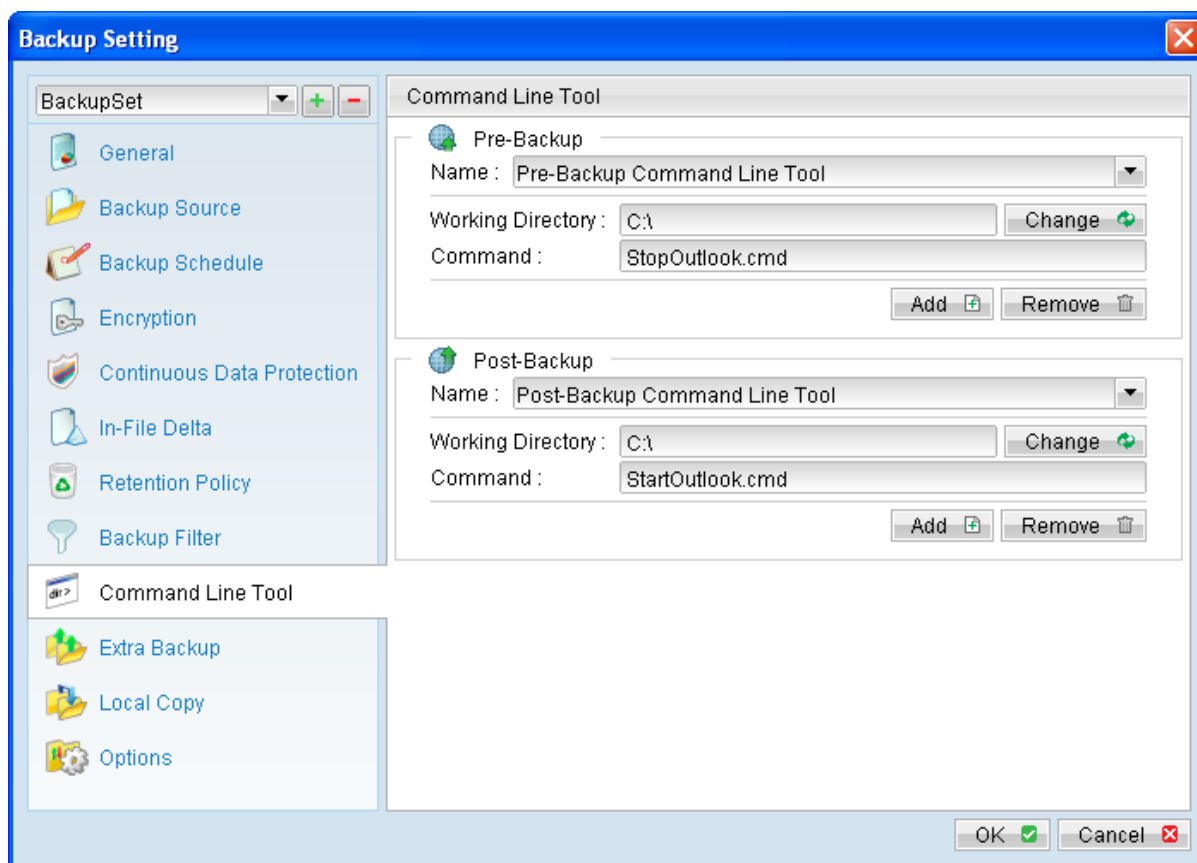 Backup Setting
BackupSet
General
Backup Source
Backup Schedule
Encryption
Continuous Data Protection
In-File Delta
Retention Policy
Backup Filter
dir >
Command Line Tool
Extra Backup
Local Copy
Options
Command Line Tool
Pre-Backup
Name : Pre-Backup Command Line Tool
Working Directory : C:\ Change
Command : StopOutlook.cmd
Add Remove
Post-Backup
Name : Post-Backup Command Line Tool
Working Directory : C:\ Change
Command : StartOutlook.cmd
Add Remove
OK Cancel